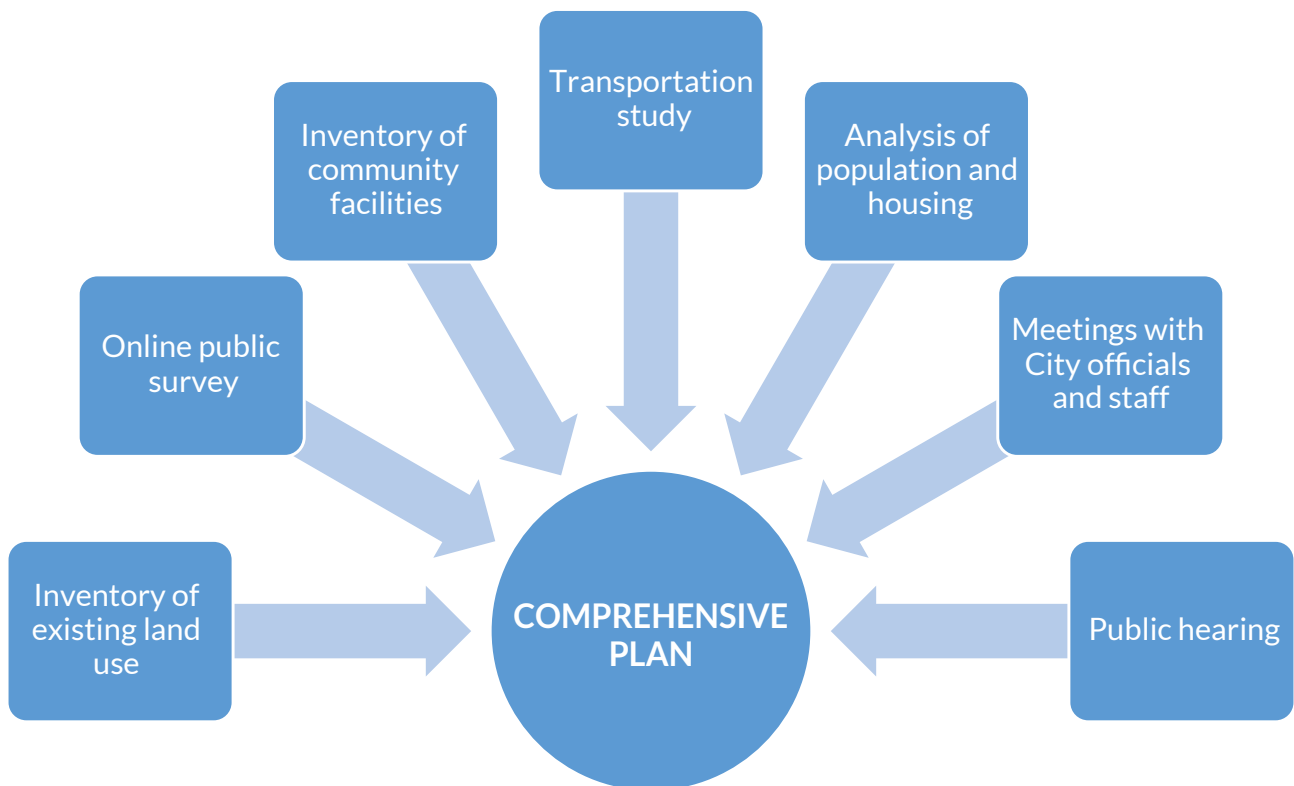 Transportation
study
Inventory of
community
facilities
Analysis of
population and
housing
Online public
survey
Meetings with
City officials
and staff
Inventory of
existing land
use
COMPREHENSIVE
PLAN
Public hearing